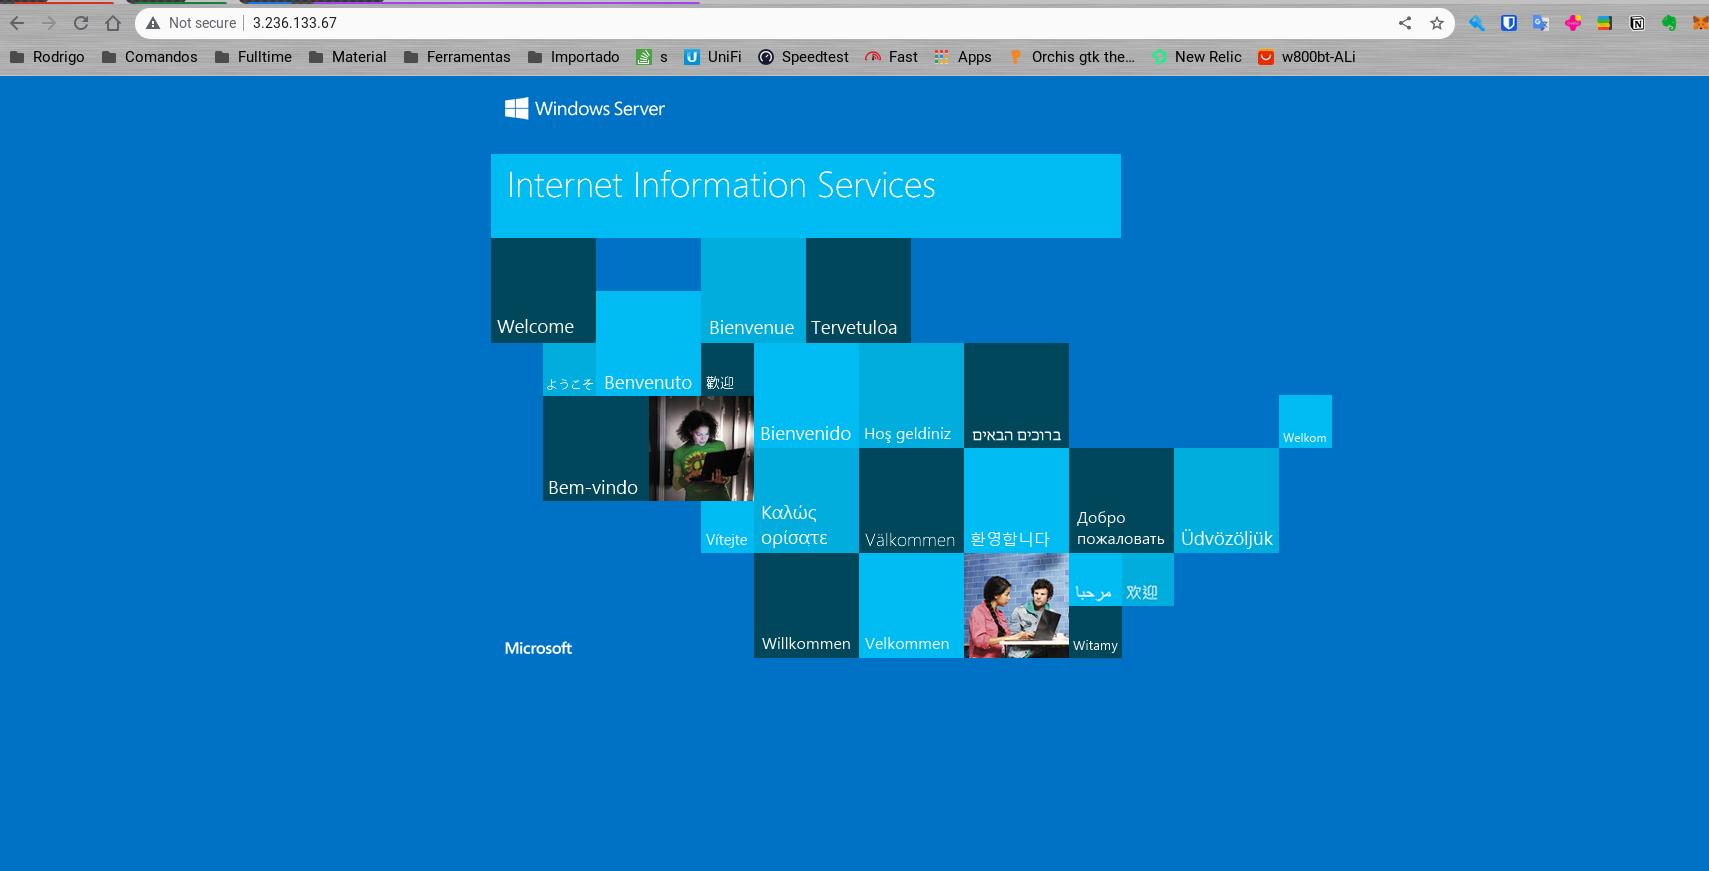 Not secure 3.236.133.67
Rodrigo Comandos Fulltime Material Ferramentas Importado s UniFi Speedtest Fast Apps Orchis gtk the... New Relic w800bt-ALi
Windows Server
Internet Information Services
Welcome
Bienvenue
Tervetuloa
ようこそ
Benvenuto
歡迎
Bienvenido
Hoş geldiniz
ברוכים הבאים
Welkom
Bem-vindo
Vítejte
Καλώς
ορίσατε
Välkommen
환영합니다
Добро
пожаловать
Üdvözöljük
مرحبا
欢迎
Willkommen
Velkommen
Witamy
Microsoft